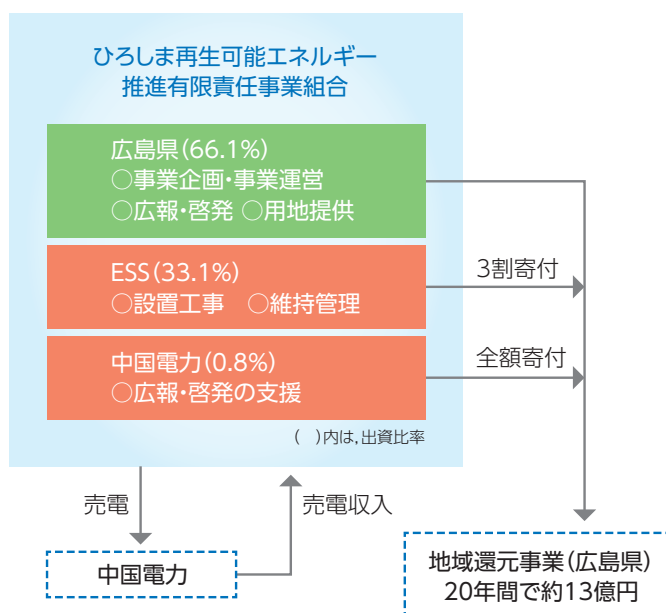 ひろしま再生可能エネルギー
推進有限責任事業組合
広島県(66.1%)
○事業企画・事業運営
○広報・啓発 ○用地提供
ESS(33.1%)
○設置工事 ○維持管理
中国電力(0.8%)
○広報・啓発の支援
( )内は,出資比率
3割寄付
全額寄付
売電
売電収入
中国電力
地域還元事業(広島県)
20年間で約13億円